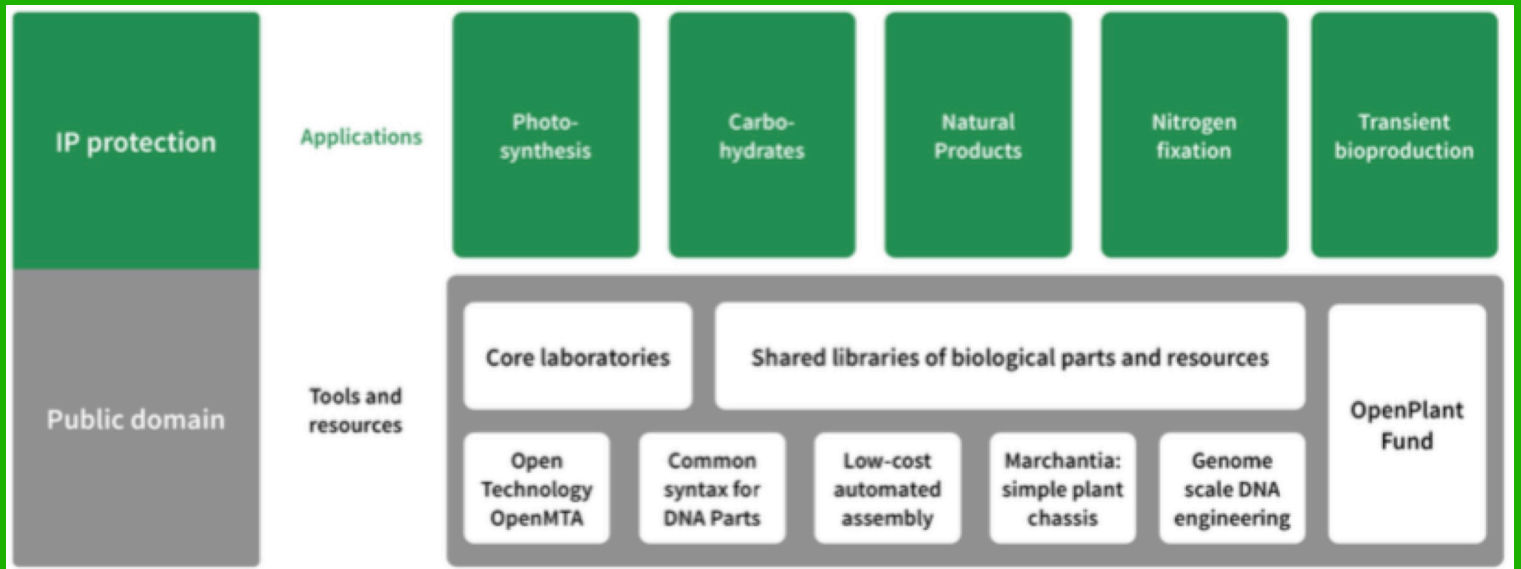 IP protection
Applications
Photo-
synthesis
Carbo-
hydrates
Natural
Products
Nitrogen
fixation
Transient
bioproduction
Public domain
Tools and
resources
Core laboratories
Shared libraries of biological parts and resources
OpenPlant
Fund
Open
Technology
OpenMTA
Common
syntax for
DNA Parts
Low-cost
automated
assembly
Marchantia:
simple plant
chassis
Genome
scale DNA
engineering